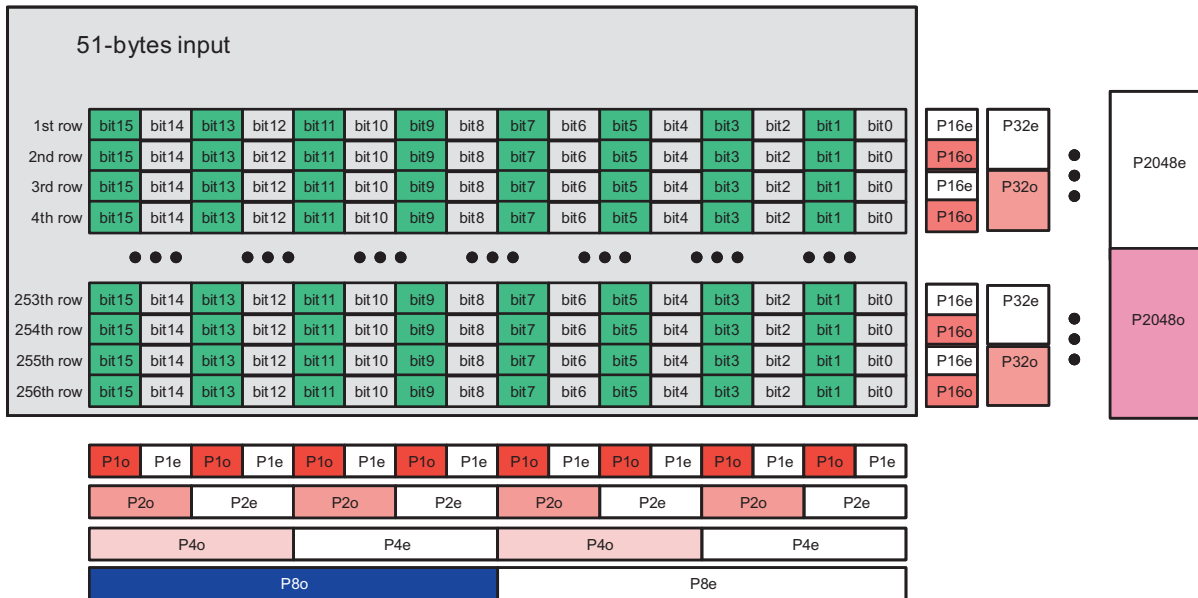 51-bytes input
1st row bit15 bit14 bit13 bit12 bit11 bit10 bit9 bit8 bit7 bit6 bit5 bit4 bit3 bit2 bit1 bit0 P16e P32e
2nd row bit15 bit14 bit13 bit12 bit11 bit10 bit9 bit8 bit7 bit6 bit5 bit4 bit3 bit2 bit1 bit0 P16o P2048e
3rd row bit15 bit14 bit13 bit12 bit11 bit10 bit9 bit8 bit7 bit6 bit5 bit4 bit3 bit2 bit1 bit0 P16e P32o
4th row bit15 bit14 bit13 bit12 bit11 bit10 bit9 bit8 bit7 bit6 bit5 bit4 bit3 bit2 bit1 bit0 P16o
253th row bit15 bit14 bit13 bit12 bit11 bit10 bit9 bit8 bit7 bit6 bit5 bit4 bit3 bit2 bit1 bit0 P16e P32e
254th row bit15 bit14 bit13 bit12 bit11 bit10 bit9 bit8 bit7 bit6 bit5 bit4 bit3 bit2 bit1 bit0 P16o P2048o
255th row bit15 bit14 bit13 bit12 bit11 bit10 bit9 bit8 bit7 bit6 bit5 bit4 bit3 bit2 bit1 bit0 P16e P32o
256th row bit15 bit14 bit13 bit12 bit11 bit10 bit9 bit8 bit7 bit6 bit5 bit4 bit3 bit2 bit1 bit0 P16o
P1o P1e P1o P1e P1o P1e P1o P1e P1o P1e P1o P1e P1o P1e P1o P1e
P2o P2e P2o P2e P2o P2e P2o P2e
P4o P4e P4o P4e
P8o P8e